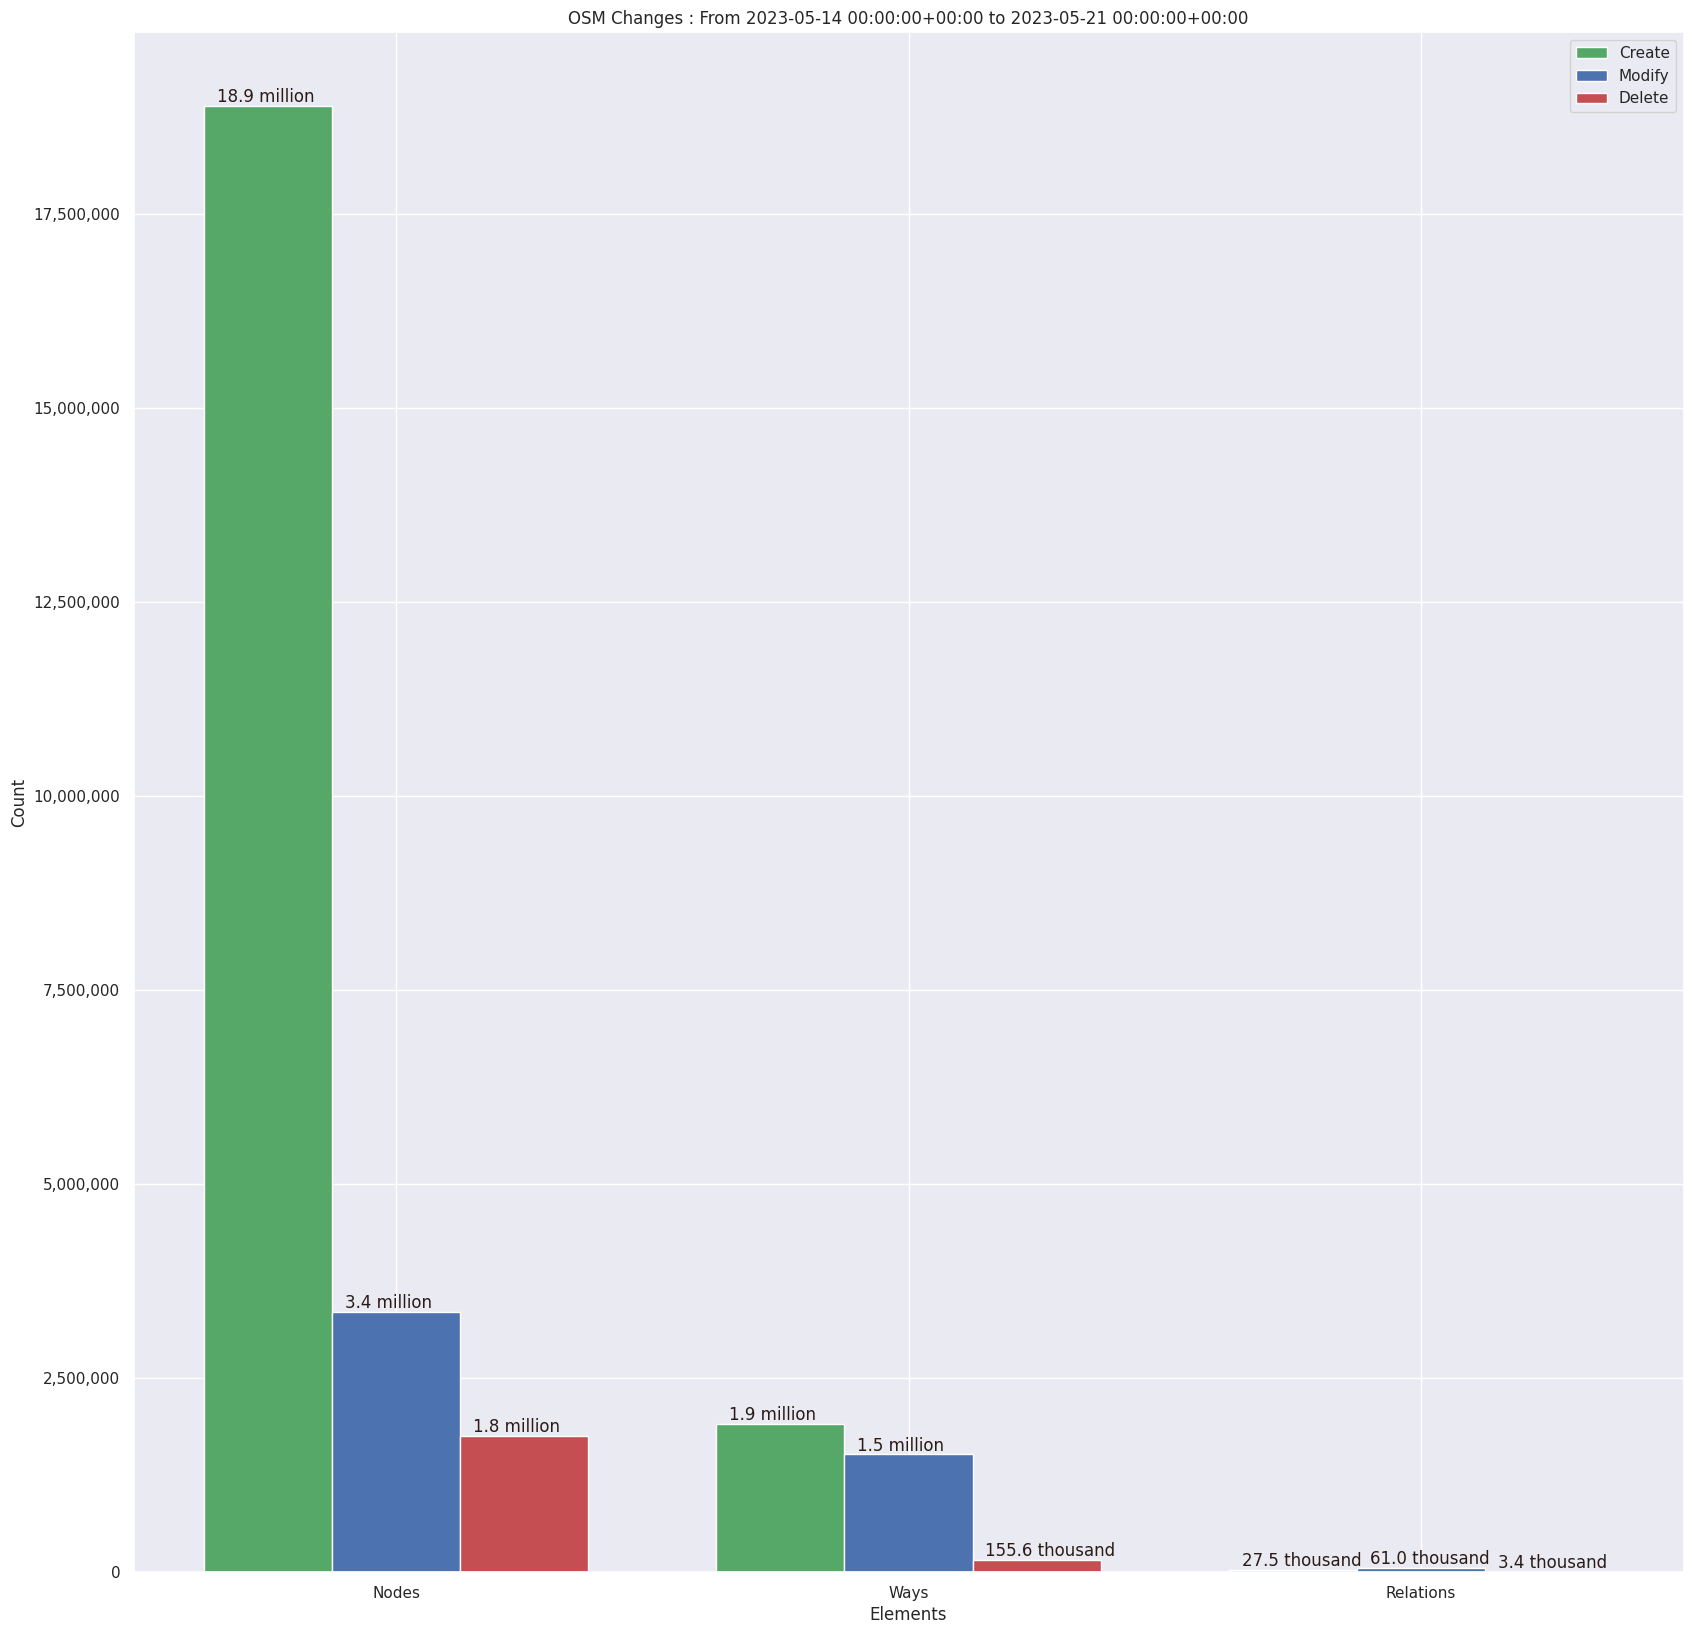 OSM Changes : From 2023-05-14 00:00:00+00:00 to 2023-05-21 00:00:00+00:00
Create
Modify
Delete
18.9 million
17,500,000
15,000,000
12,500,000
10,000,000
Count
7,500,000
5,000,000
3.4 million
2,500,000
1.9 million
1.8 million
1.5 million
155.6 thousand
27.5 thousand
61.0 thousand
3.4 thousand
0
Nodes
Ways
Relations
Elements